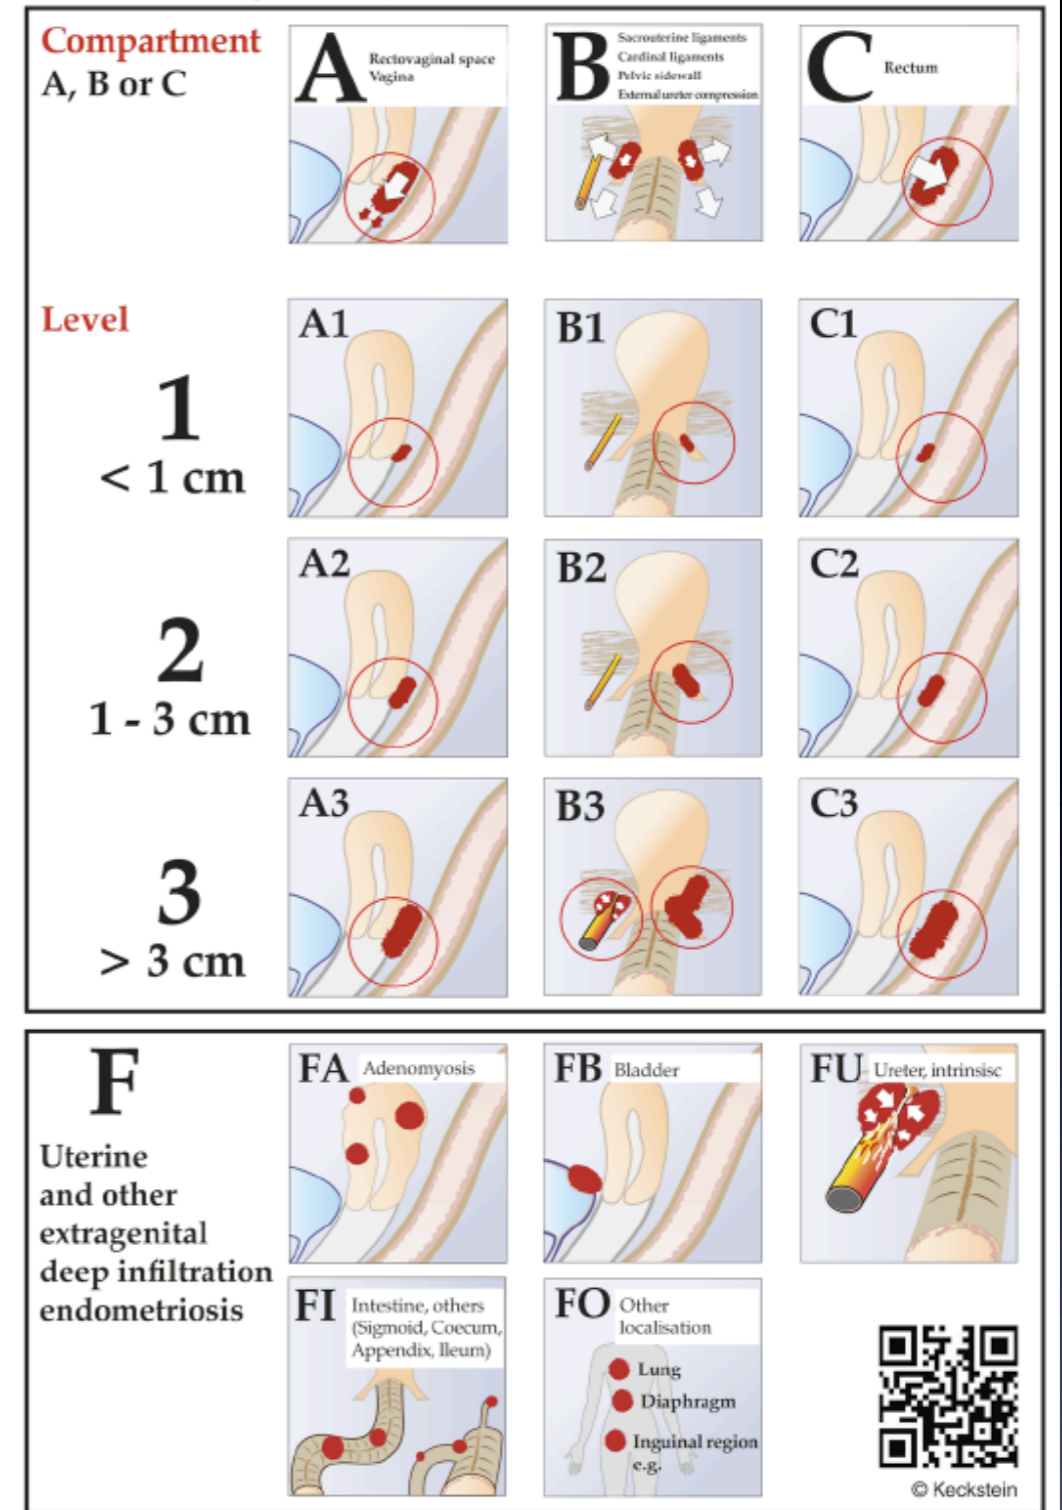 Compartment
A, B or C
A
Rectovaginal space
Vagina
B
Sacrouterine ligaments
Cardinal ligaments
Pelvic sidewall
External ureter compression
C
Rectum
Level
1
< 1 cm
A1
B1
C1
2
1 - 3 cm
A2
B2
C2
3
> 3 cm
A3
B3
C3
F
Uterine
and other
extragenital
deep infiltration
endometriosis
FA
Adenomyosis
FB
Bladder
FU
Ureter, intrinsisc
FI
Intestine, others
(Sigmoid, Coecum,
Appendix, Ileum)
FO
Other
localisation
Lung
Diaphragm
Inguinal region
e.g.
© Keckstein